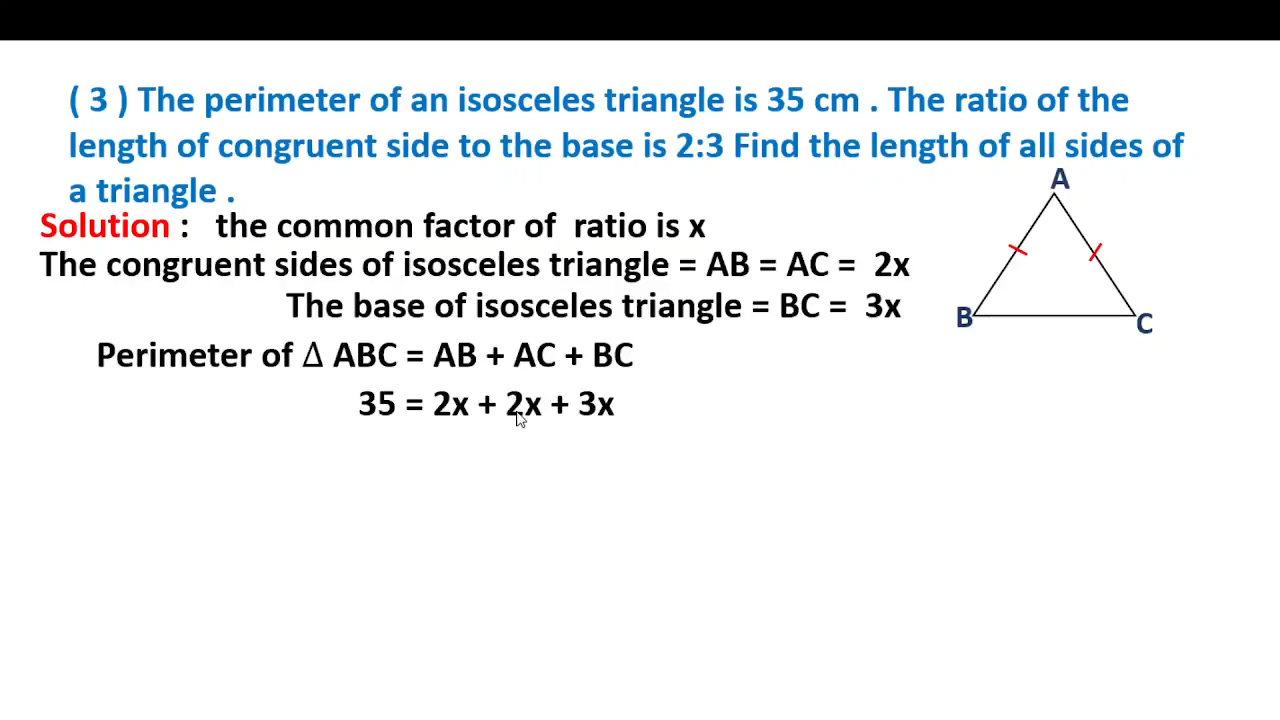 ( 3 ) The perimeter of an isosceles triangle is 35 cm . The ratio of the
length of congruent side to the base is 2:3 Find the length of all sides of
a triangle .
A
Solution : the common factor of ratio is x
The congruent sides of isosceles triangle = AB = AC = 2x
The base of isosceles triangle = BC = 3x
B
C
Perimeter of Δ ABC = AB + AC + BC
35 = 2x + 2x + 3x